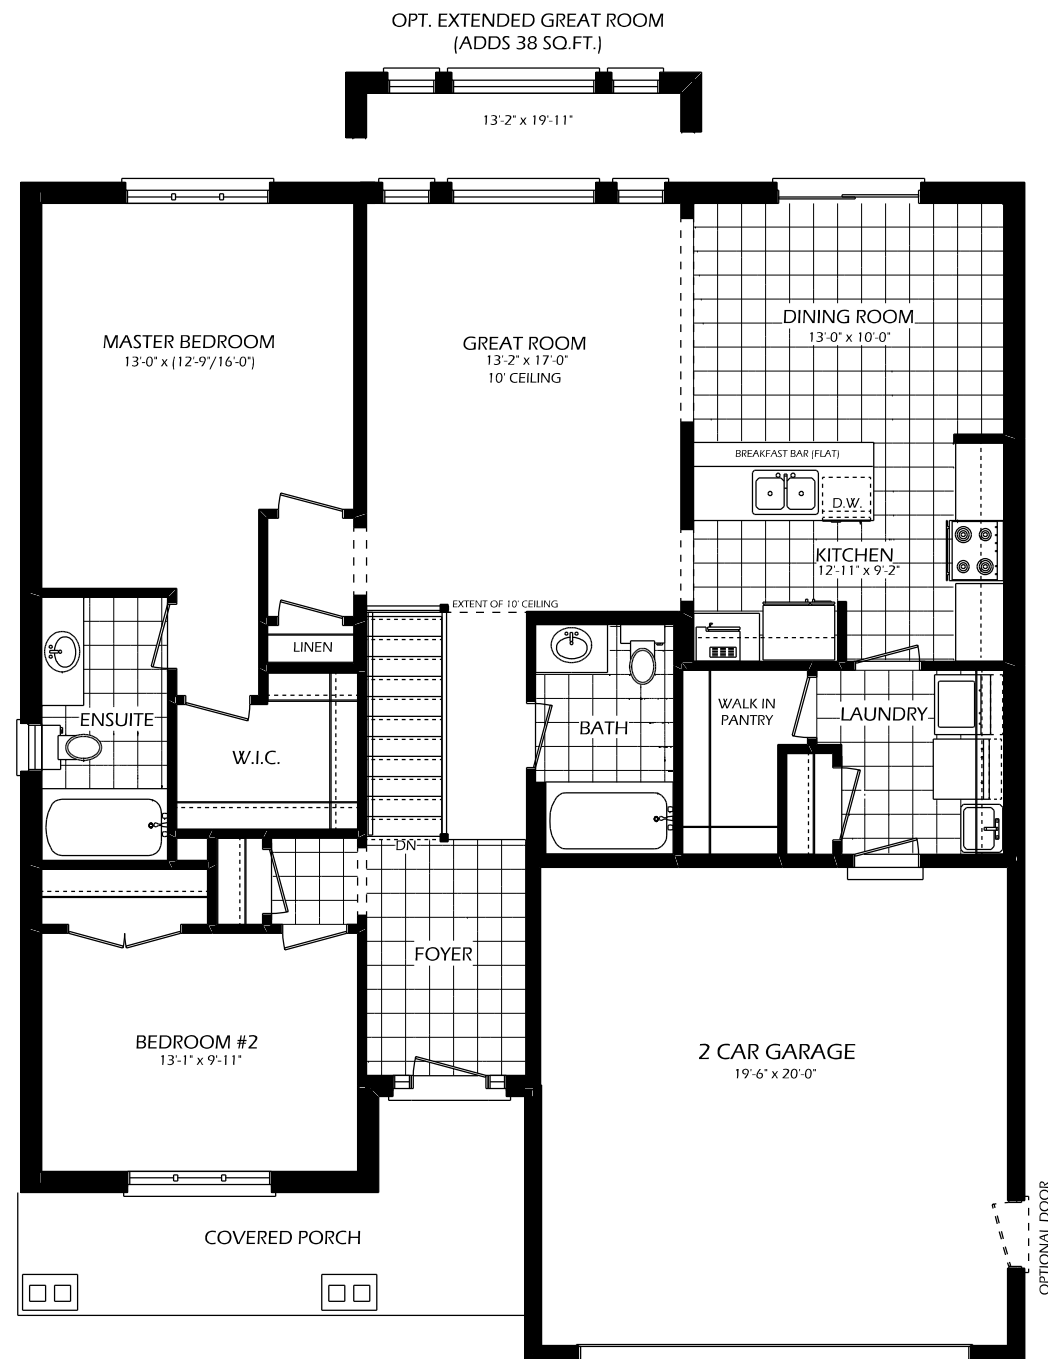 OPT. EXTENDED GREAT ROOM
(ADDS 38 SQ.FT.)
13'-2" x 19'-11"
MASTER BEDROOM
13'-0" x (12'-9"/16'-0")
GREAT ROOM
13'-2" x 17'-0"
10' CEILING
DINING ROOM
13'-0" x 10'-0"
BREAKFAST BAR (FLAT)
D.W.
KITCHEN
12'-11" x 9'-2"
EXTENT OF 10' CEILING
LINEN
ENSUITE
W.I.C.
BATH
WALK IN
PANTRY
LAUNDRY
DN
FOYER
BEDROOM #2
13'-1" x 9'-11"
2 CAR GARAGE
19'-6" x 20'-0"
COVERED PORCH
OPTIONAL DOOR